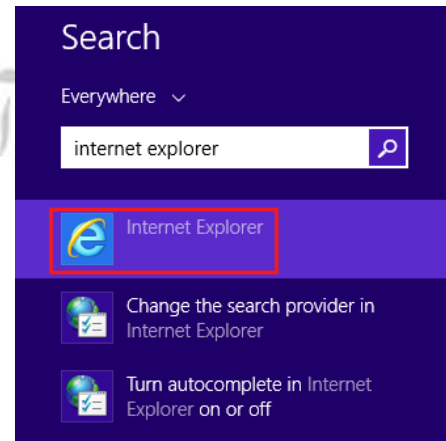 Search
Everywhere
internet explorer
Internet Explorer
Change the search provider in
Internet Explorer
Turn autocomplete in Internet
Explorer on or off